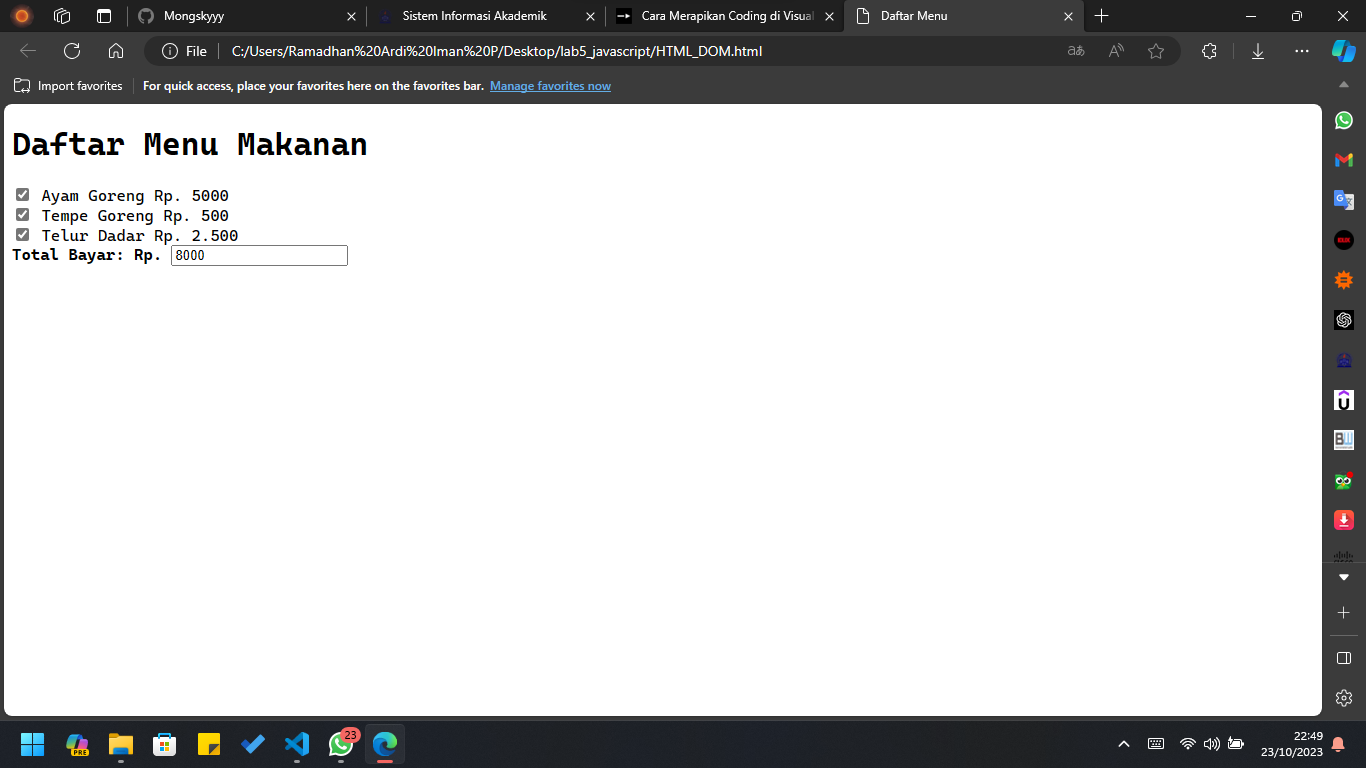 Mongskyyy
Sistem Informasi Akademik
Cara Merapikan Coding di Visual
Daftar Menu
File
C:/Users/Ramadhan%20Ardi%20Iman%20P/Desktop/lab5_javascript/HTML_DOM.html
Import favorites
For quick access, place your favorites here on the favorites bar. Manage favorites now
Daftar Menu Makanan
Ayam Goreng Rp. 5000
Tempe Goreng Rp. 500
Telur Dadar Rp. 2.500
Total Bayar: Rp. 8000
PRE
23
22:49
23/10/2023